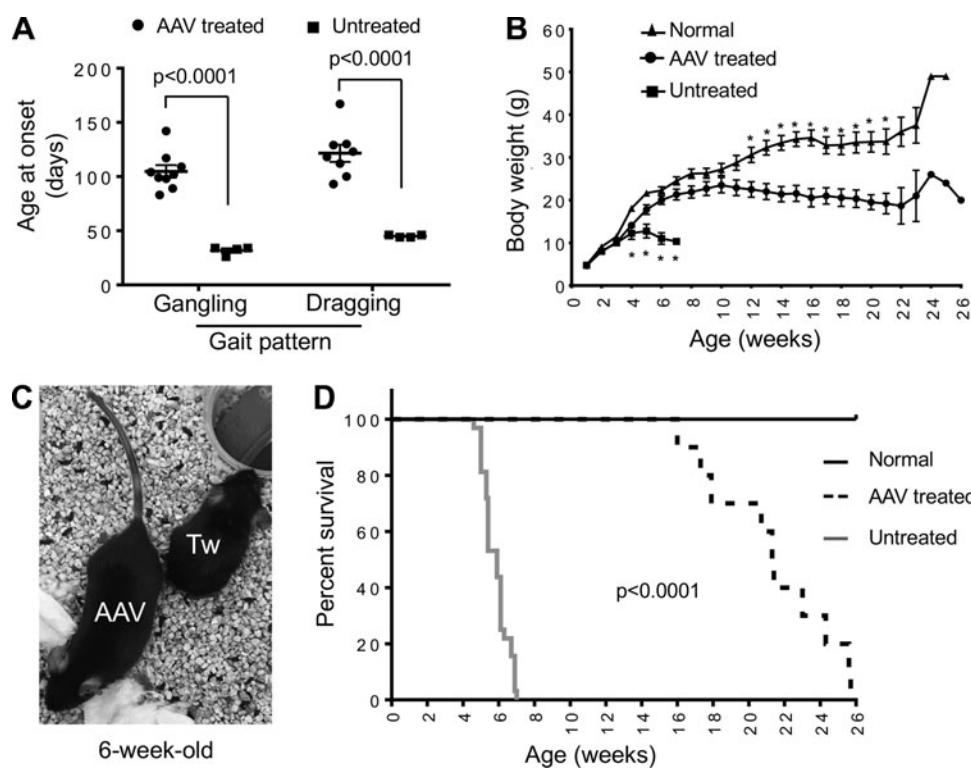 A
AAV treated
Untreated
p<0.0001
p<0.0001
200
150
100
50
0
Age at onset
(days)
Gangling
Dragging
Gait pattern
B
Normal
AAV treated
Untreated
60
50
40
30
20
10
0
Body weight (g)
* * * * * * * * * *
* * * *
0 2 4 6 8 10 12 14 16 18 20 22 24 26
Age (weeks)
C
Tw
AAV
6-week-old
D
100
80
60
40
20
0
Percent survival
Normal
AAV treated
Untreated
p<0.0001
0 2 4 6 8 10 12 14 16 18 20 22 24 26
Age (weeks)